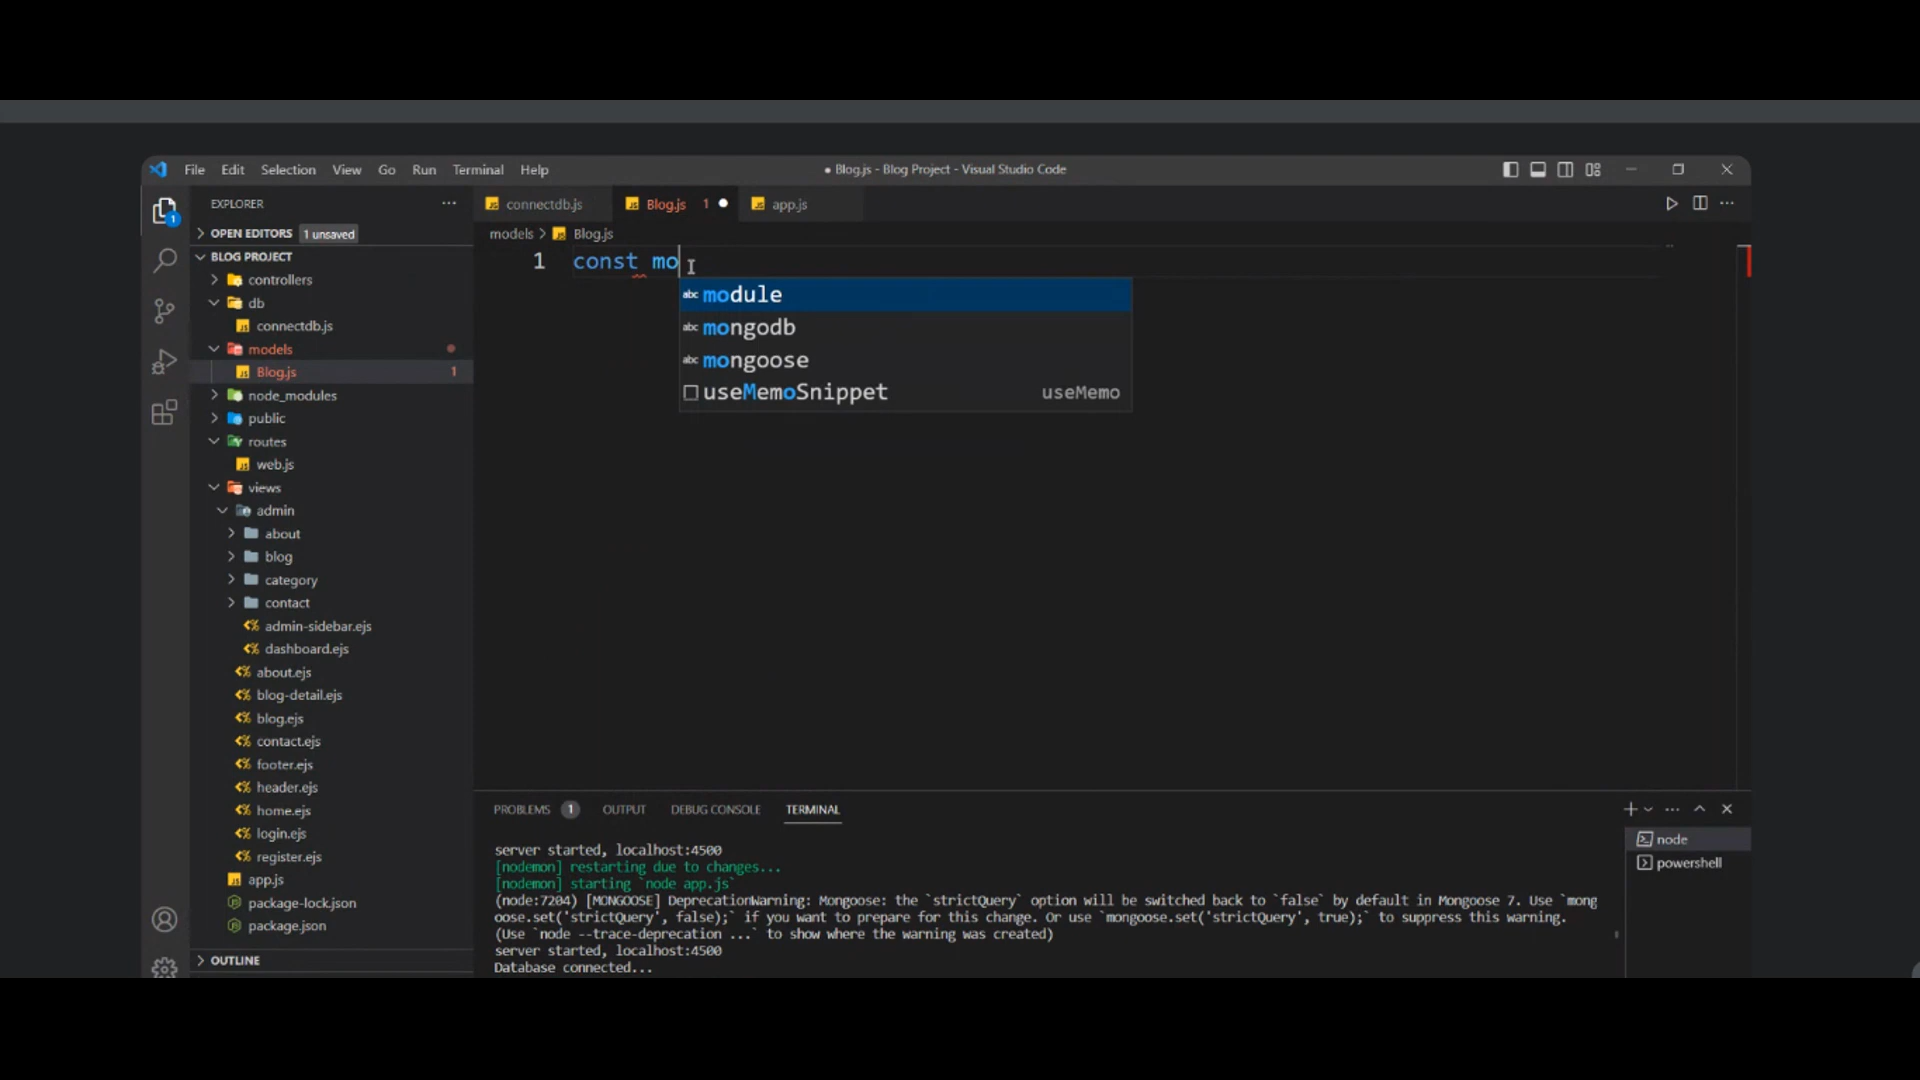 File Edit Selection View Go Run Terminal Help
● Blog.js - Blog Project - Visual Studio Code
1
EXPLORER
OPEN EDITORS 1 unsaved
BLOG PROJECT
controllers
db
connectdb.js
models
Blog.js 1
node_modules
public
routes
web.js
views
admin
about
blog
category
contact
admin-sidebar.ejs
dashboard.ejs
about.ejs
blog-detail.ejs
blog.ejs
contact.ejs
footer.ejs
header.ejs
home.ejs
login.ejs
register.ejs
app.js
package-lock.json
package.json
OUTLINE
connectdb.js Blog.js 1 ● app.js
models > Blog.js
1 const mo
abc module
abc mongodb
abc mongoose
useMemoSnippet useMemo
PROBLEMS 1 OUTPUT DEBUG CONSOLE TERMINAL
server started, localhost:4500
[nodemon] restarting due to changes...
[nodemon] starting `node app.js`
(node:7204) [MONGOOSE] DeprecationWarning: Mongoose: the `strictQuery` option will be switched back to `false` by default in Mongoose 7. Use `mong
oose.set('strictQuery', false);` if you want to prepare for this change. Or use `mongoose.set('strictQuery', true);` to suppress this warning.
(Use `node --trace-deprecation ...` to show where the warning was created)
server started, localhost:4500
Database connected...
node
powershell